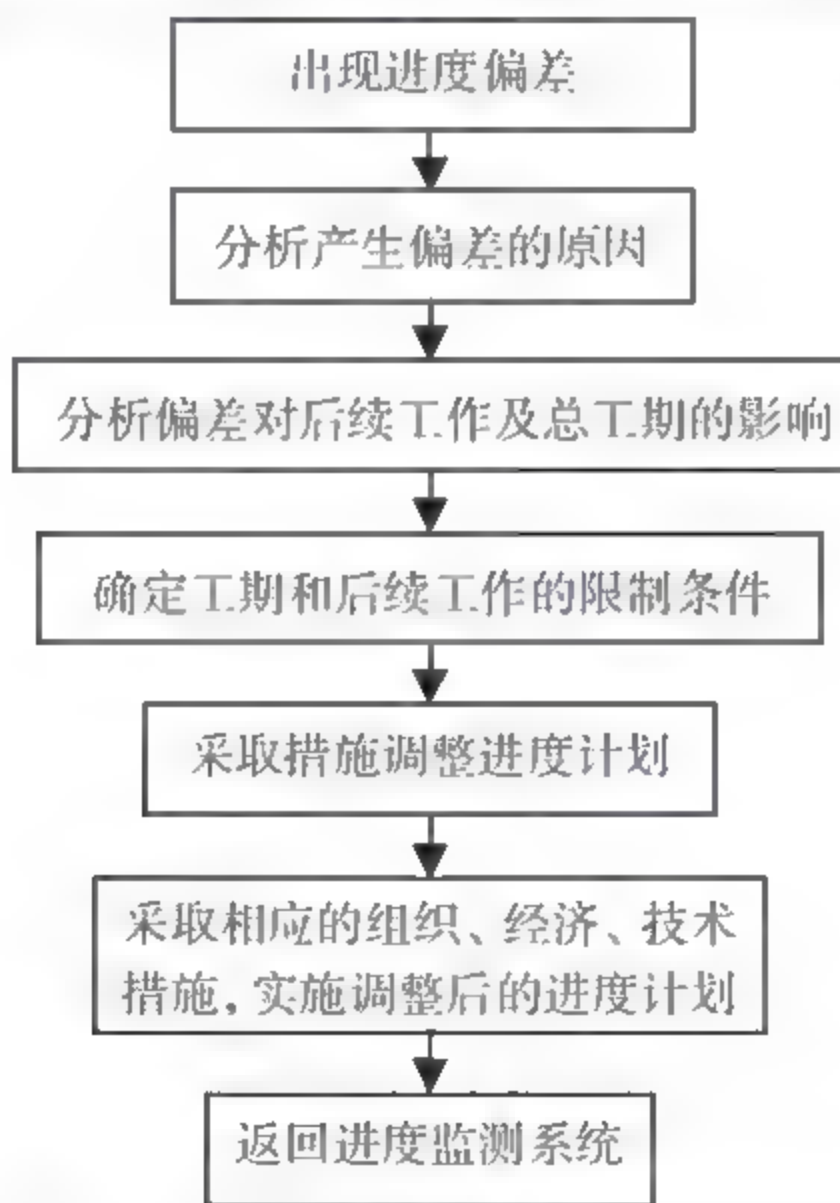 出现进度偏差
分析产生偏差的原因
分析偏差对后续工作及总工期的影响
确定工期和后续工作的限制条件
采取措施调整进度计划
采取相应的组织、经济、技术
措施,实施调整后的进度计划
返回进度监测系统